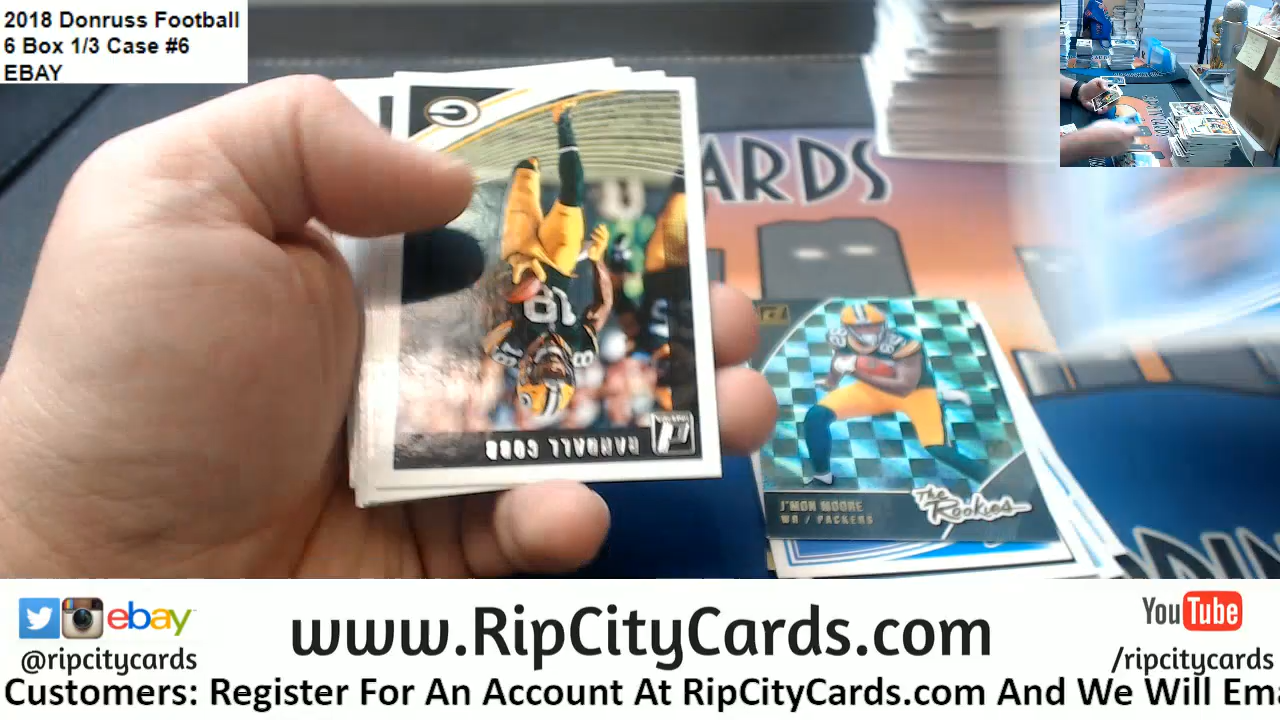 2018 Donruss Football
6 Box 1/3 Case #6
EBAY
ARDS
RANDALL COBB
18
The Rookies
J'MON MOORE
WR / PACKERS
ebay
@ripcitycards
www.RipCityCards.com
YouTube
/ripcitycards
Customers: Register For An Account At RipCityCards.com And We Will Ema